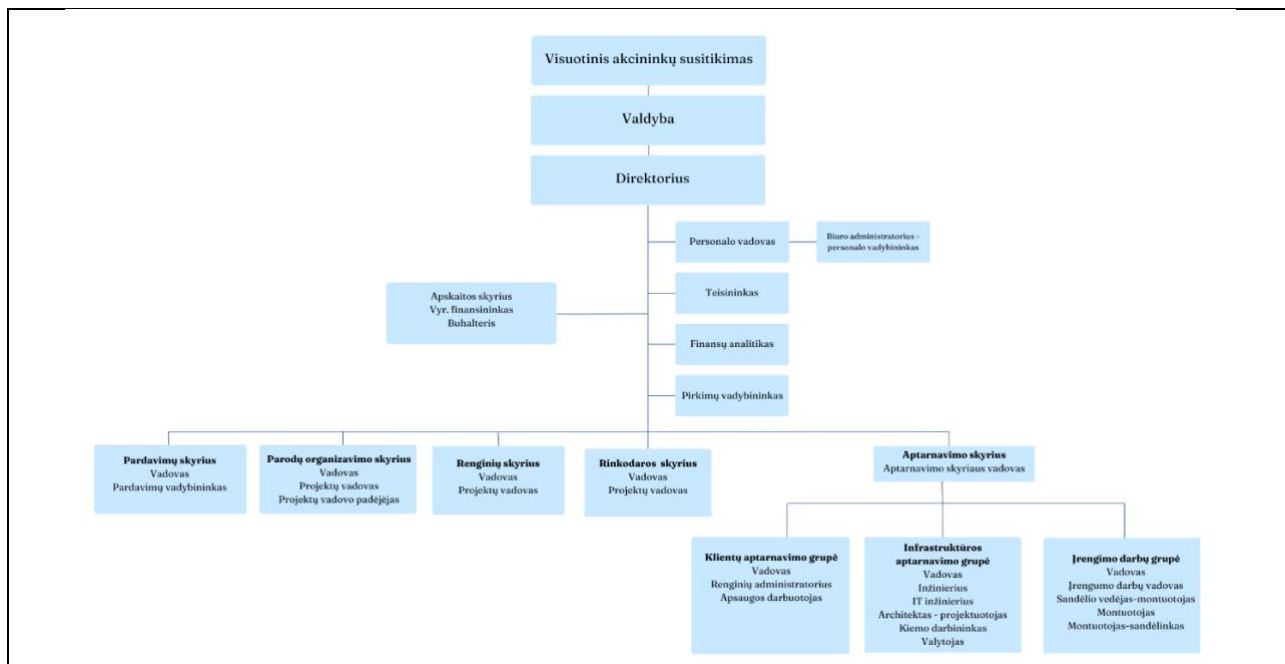 Visuotinis akcininkų susitikimas
Valdyba
Direktorius
Personalo vadovas
Biuro administratorius -
personalo vadybininkas
Teisininkas
Apskaitos skyrius
Vyr. finansininkas
Buhalteris
Finansų analitikas
Pirkimų vadybininkas
Pardavimų skyrius
Vadovas
Pardavimų vadybininkas
Parodų organizavimo skyrius
Vadovas
Projektų vadovas
Projektų vadovo padėjėjas
Renginių skyrius
Vadovas
Projektų vadovas
Rinkodaros skyrius
Vadovas
Projektų vadovas
Aptarnavimo skyrius
Aptarnavimo skyriaus vadovas
Klientų aptarnavimo grupė
Vadovas
Renginių administratorius
Apsaugos darbuotojas
Infrastruktūros
aptarnavimo grupė
Vadovas
Inžinierius
IT inžinierius
Architektas - projektuotojas
Kiemo darbininkas
Valytojas
Įrengimo darbų grupė
Vadovas
Įrengumo darbų vadovas
Sandėlio vedėjas-montuotojas
Montuotojas
Montuotojas-sandėlinkas